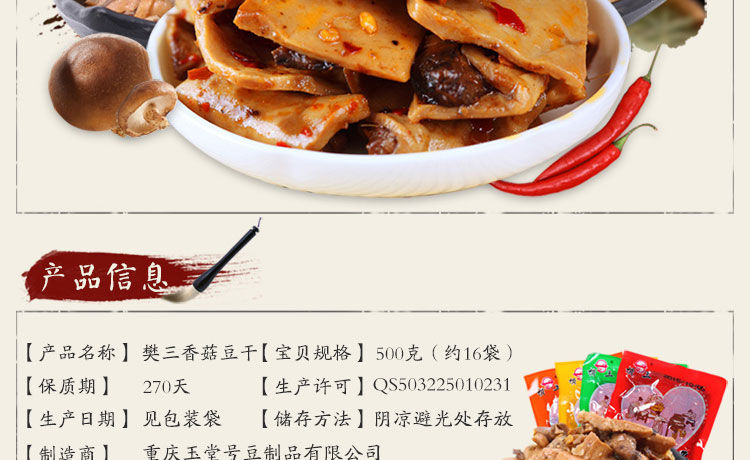 产品信息
【产品名称】 樊三香菇豆干【宝贝规格】 500克（约16袋）
【保质期】 270天 【生产许可】QS503225010231
【生产日期】 见包装袋 【储存方法】阴凉避光处存放
【制造商】 重庆玉堂号豆制品有限公司